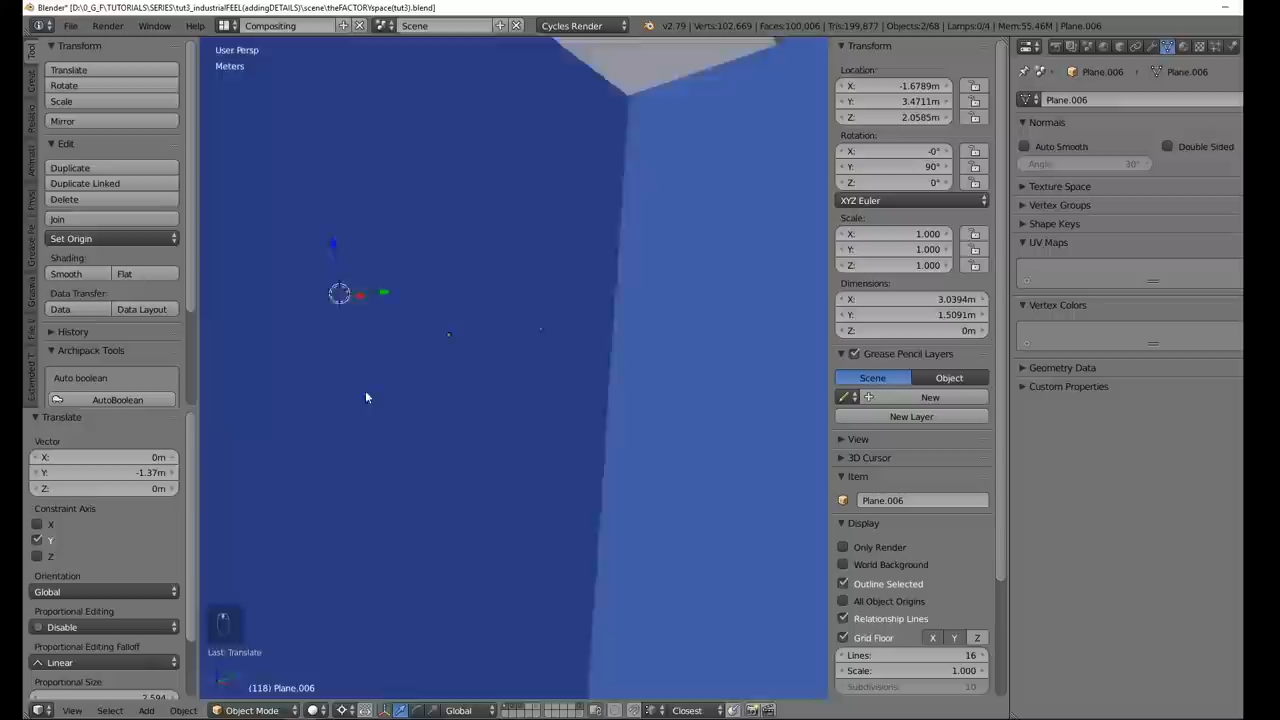 Blender* [D:\0_G_F\TUTORIALS\SERIES\tut3_industrialFEEL(addingDETAILS)\scene\theFACTORYspace(tut3).blend]
File Render Window Help Compositing Scene Cycles Render v2.79 | Verts:102,669 | Faces:100,006 | Tris:199,877 | Objects:2/68 | Lamps:0/4 | Mem:55.46M | Plane.006
Transform
Translate
Rotate
Scale
Mirror
Edit
Duplicate
Duplicate Linked
Delete
Join
Set Origin
Shading:
Smooth Flat
Data Transfer:
Data Data Layout
History
Archipack Tools
Auto boolean
AutoBoolean
Translate
Vector
X: 0m
Y: -1.37m
Z: 0m
Constraint Axis
X
Y
Z
Orientation
Global
Proportional Editing
Disable
Proportional Editing Falloff
Linear
Proportional Size
2.594
User Persp
Meters
Last: Translate
(118) Plane.006
View Select Add Object Object Mode Global Closest
Transform
Location:
X: -1.6789m
Y: 3.4711m
Z: 2.0585m
Rotation:
X: -0°
Y: 90°
Z: 0°
XYZ Euler
Scale:
X: 1.000
Y: 1.000
Z: 1.000
Dimensions:
X: 3.0394m
Y: 1.5091m
Z: 0m
Grease Pencil Layers
Scene Object
New
New Layer
View
3D Cursor
Item
Plane.006
Display
Only Render
World Background
Outline Selected
All Object Origins
Relationship Lines
Grid Floor X Y Z
Lines: 16
Scale: 1.000
Subdivisions: 10
Plane.006 Plane.006
Plane.006
Normals
Auto Smooth Double Sided
Angle: 30°
Texture Space
Vertex Groups
Shape Keys
UV Maps
Vertex Colors
Geometry Data
Custom Properties